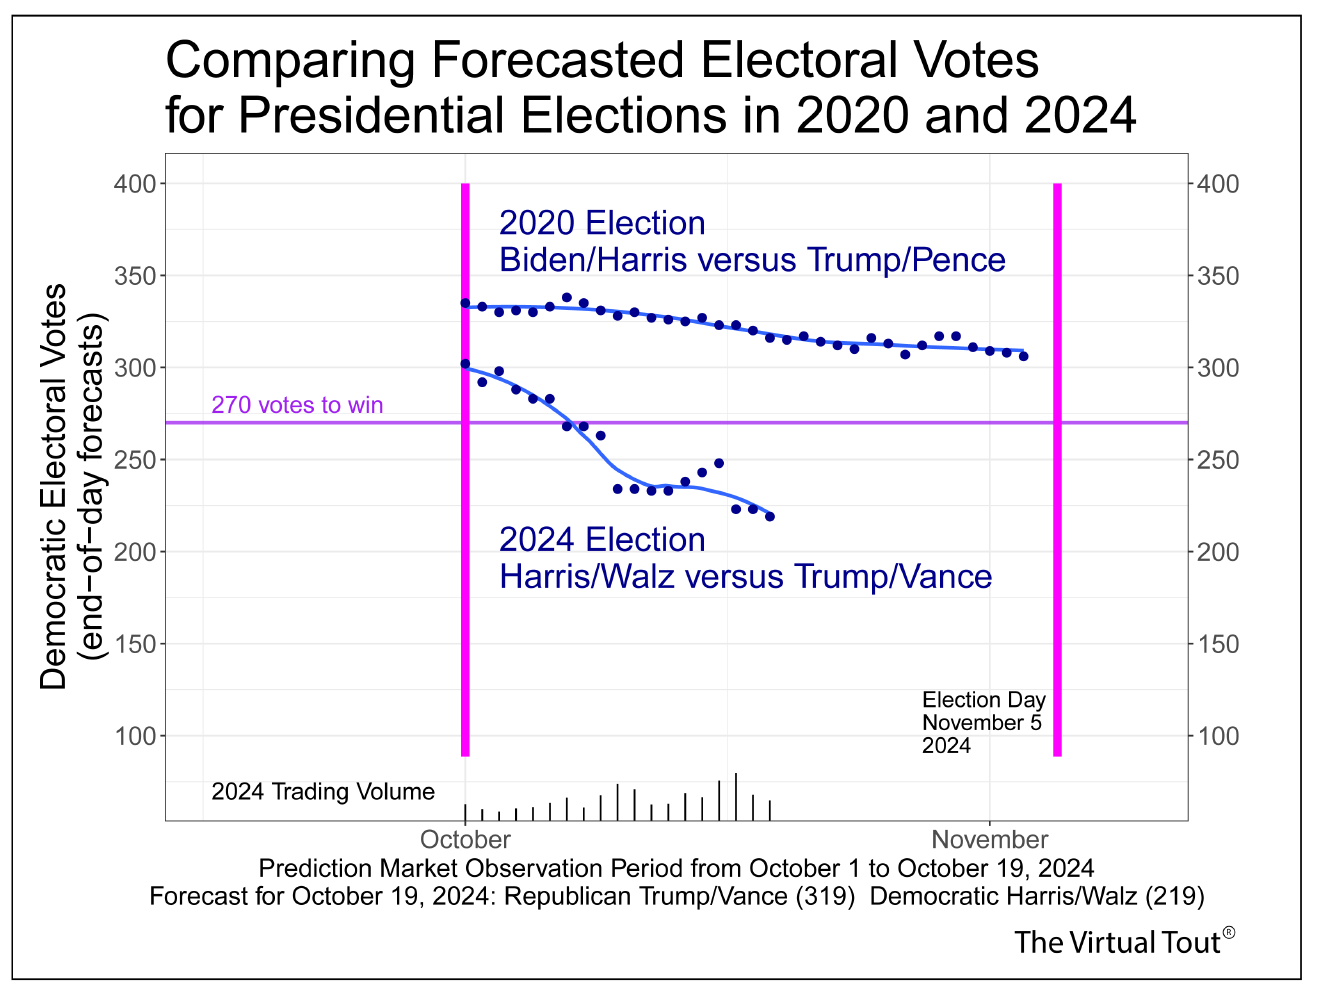 Comparing Forecasted Electoral Votes
for Presidential Elections in 2020 and 2024
Democratic Electoral Votes
(end−of−day forecasts)
400
350
300
250
200
150
100
400
350
300
250
200
150
100
2020 Election
Biden/Harris versus Trump/Pence
270 votes to win
2024 Election
Harris/Walz versus Trump/Vance
Election Day
November 5
2024
2024 Trading Volume
October
November
Prediction Market Observation Period from October 1 to October 19, 2024
Forecast for October 19, 2024: Republican Trump/Vance (319) Democratic Harris/Walz (219)
The Virtual Tout®